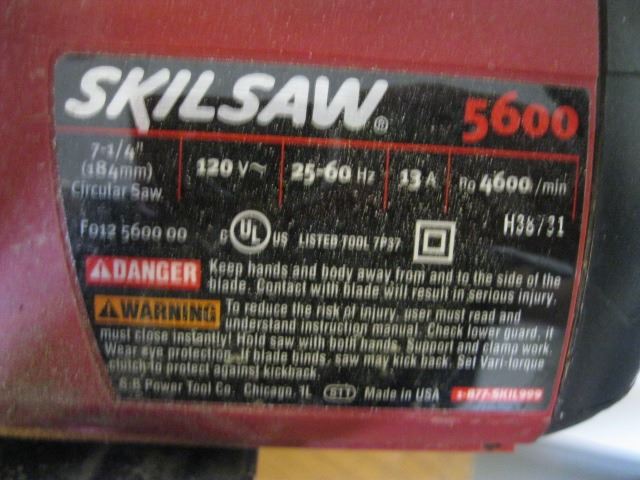 SKILSAW® 5600
7-1/4"
(184mm)
Circular Saw
120 V~
25-60 Hz
13 A
no 4600 /min
F012 5600 00
C UL US LISTED TOOL 7P37
H38731
DANGER Keep hands and body away from and to the side of the
blade. Contact with blade will result in serious injury.
WARNING To reduce the risk of injury, user must read and
understand instruction manual. Check lower guard, it
must close instantly. Hold saw with both hands. Support and clamp work.
Wear eye protection. If blade binds, saw may kick back. Set Vari-torque
clutch to protect against kickback.
S-B Power Tool Co. Chicago, IL Made in USA 1-877-SKIL999